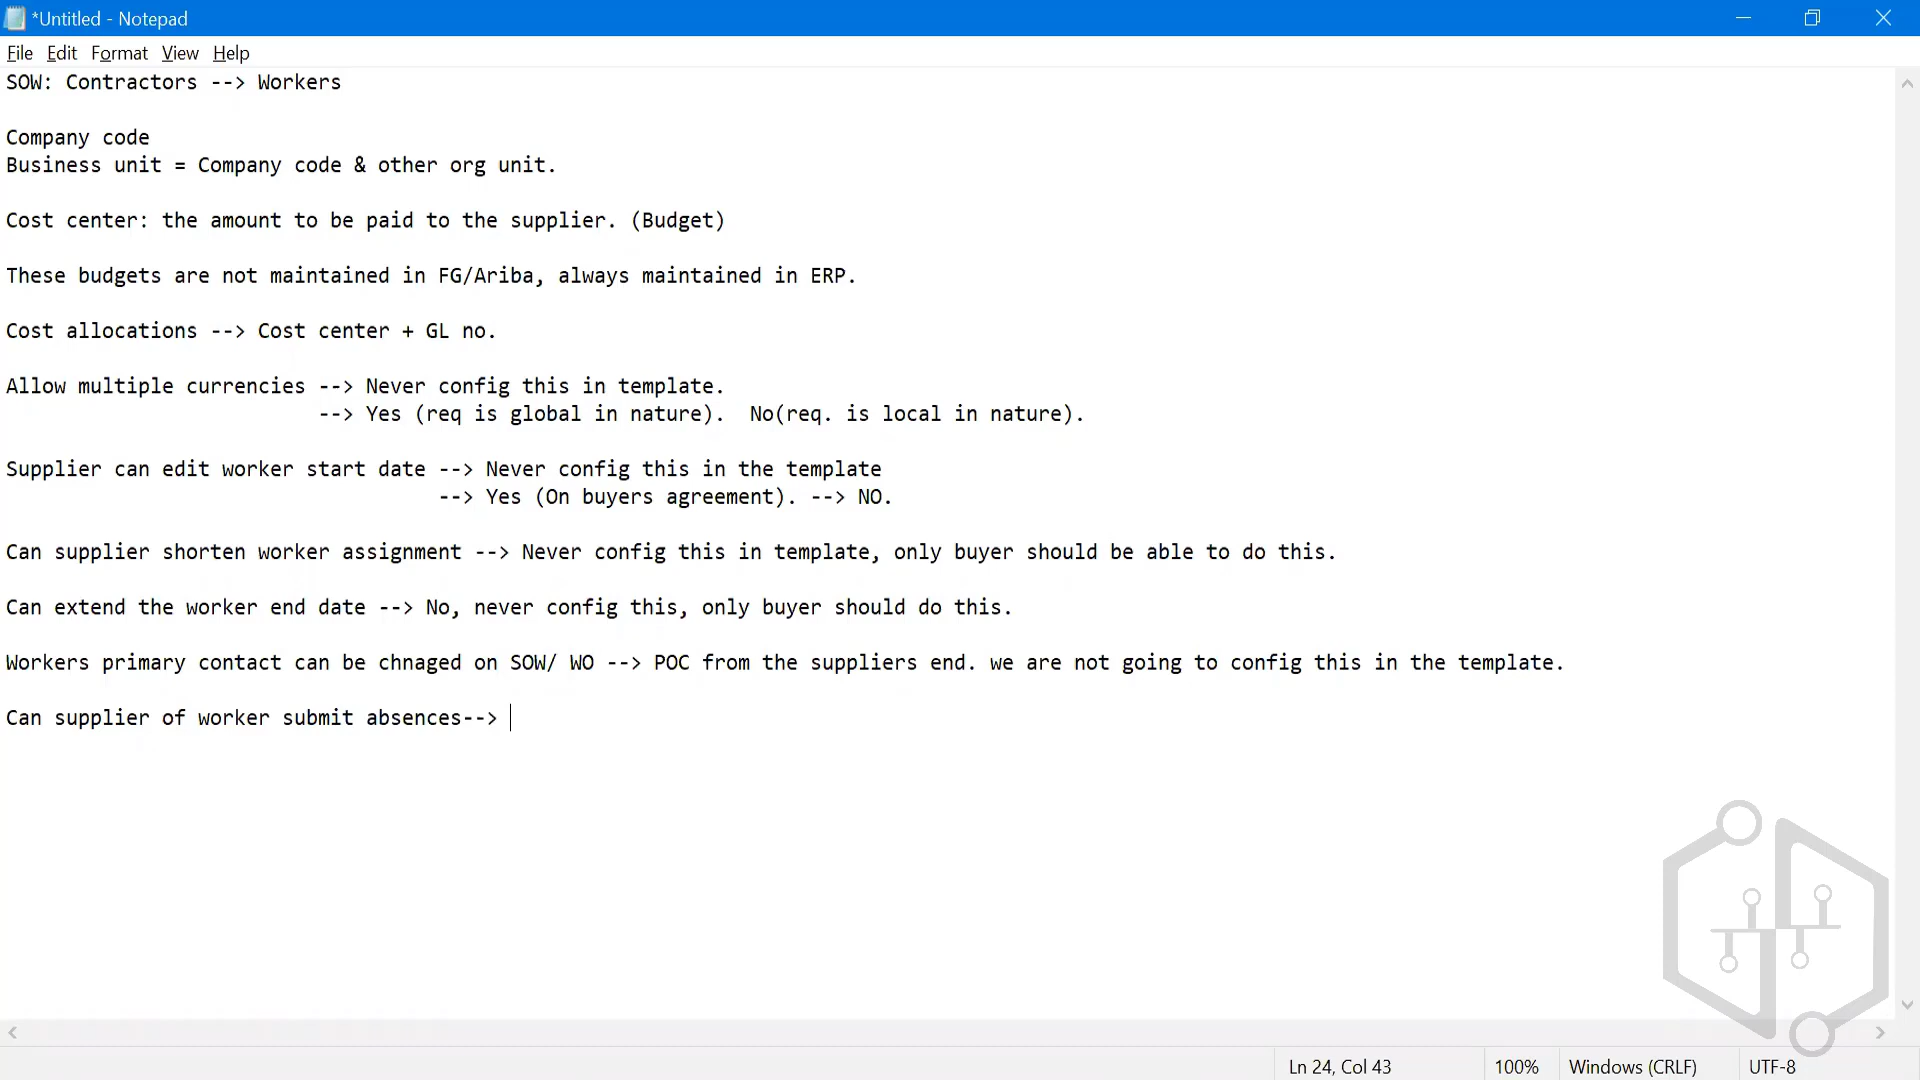 *Untitled - Notepad
File Edit Format View Help
SOW: Contractors --> Workers
Company code
Business unit = Company code & other org unit.
Cost center: the amount to be paid to the supplier. (Budget)
These budgets are not maintained in FG/Ariba, always maintained in ERP.
Cost allocations --> Cost center + GL no.
Allow multiple currencies --> Never config this in template.
--> Yes (req is global in nature).  No(req. is local in nature).
Supplier can edit worker start date --> Never config this in the template
--> Yes (On buyers agreement). --> NO.
Can supplier shorten worker assignment --> Never config this in template, only buyer should be able to do this.
Can extend the worker end date --> No, never config this, only buyer should do this.
Workers primary contact can be chnaged on SOW/ WO --> POC from the suppliers end. we are not going to config this in the template.
Can supplier of worker submit absences-->
Ln 24, Col 43 100% Windows (CRLF) UTF-8